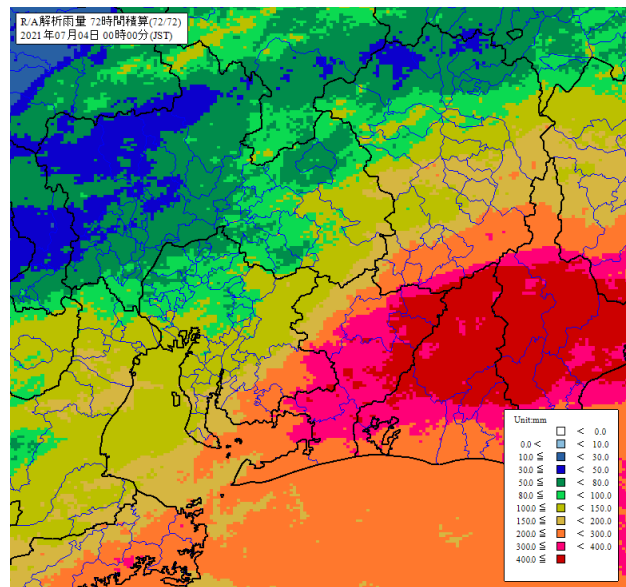 R/A解析雨量 72時間積算(72/72)
2021年07月04日 00時00分(JST)
Unit:mm
< 0.0
0.0 < < 10.0
10.0 ≦ < 30.0
30.0 ≦ < 50.0
50.0 ≦ < 80.0
80.0 ≦ < 100.0
100.0 ≦ < 150.0
150.0 ≦ < 200.0
200.0 ≦ < 300.0
300.0 ≦ < 400.0
400.0 ≦